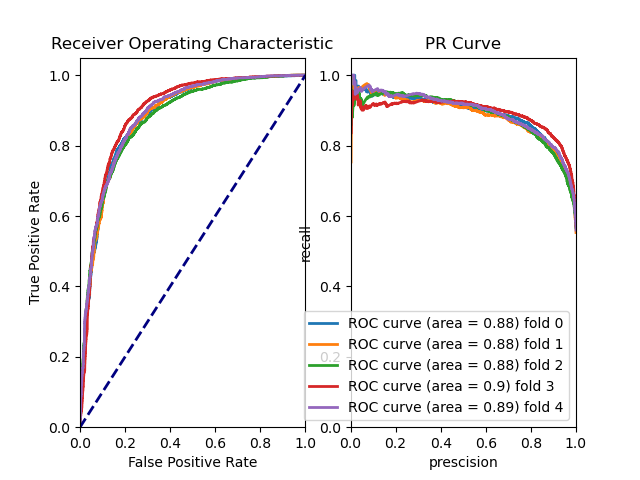 Receiver Operating Characteristic
PR Curve
1.0
0.8
0.6
0.4
0.2
0.0
True Positive Rate
0.0 0.2 0.4 0.6 0.8 1.0
False Positive Rate
1.0
0.8
0.6
0.4
0.2
0.0
recall
0.0 0.2 0.4 0.6 0.8 1.0
prescision
ROC curve (area = 0.88) fold 0
ROC curve (area = 0.88) fold 1
ROC curve (area = 0.88) fold 2
ROC curve (area = 0.9) fold 3
ROC curve (area = 0.89) fold 4